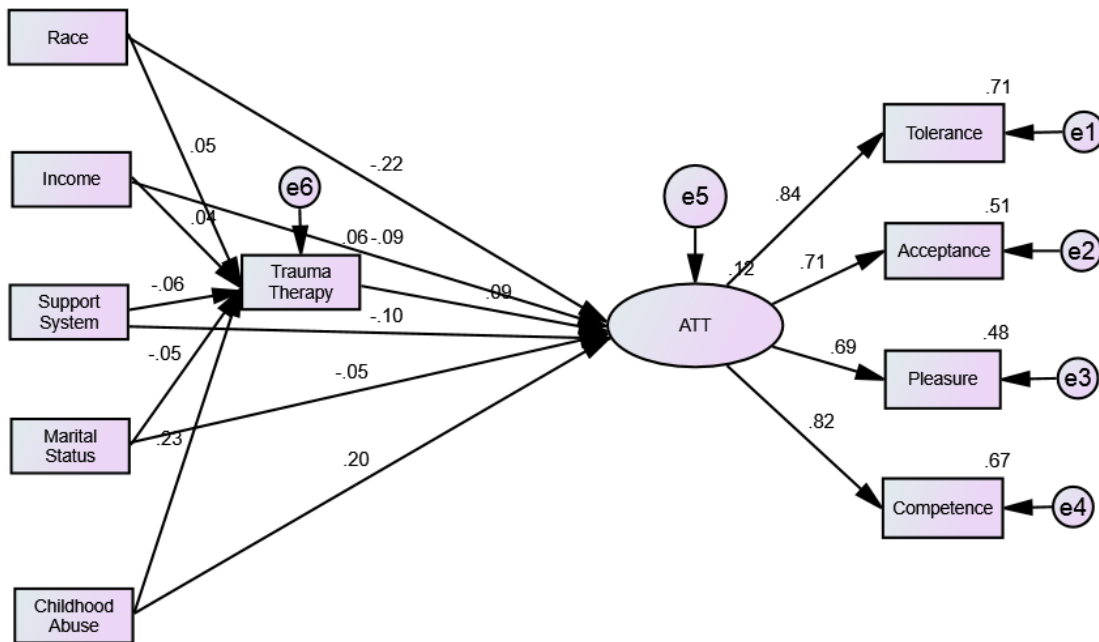 Race
.71
Tolerance
e1
.05
-.22
Income
e6
.84
e5
.51
.04
.06
-.09
Acceptance
e2
.71
Trauma
Therapy
.12
Support
System
-.06
.09
-.10
ATT
.69
.48
-.05
-.05
Pleasure
e3
Marital
Status
.23
.82
.20
.67
Competence
e4
Childhood
Abuse